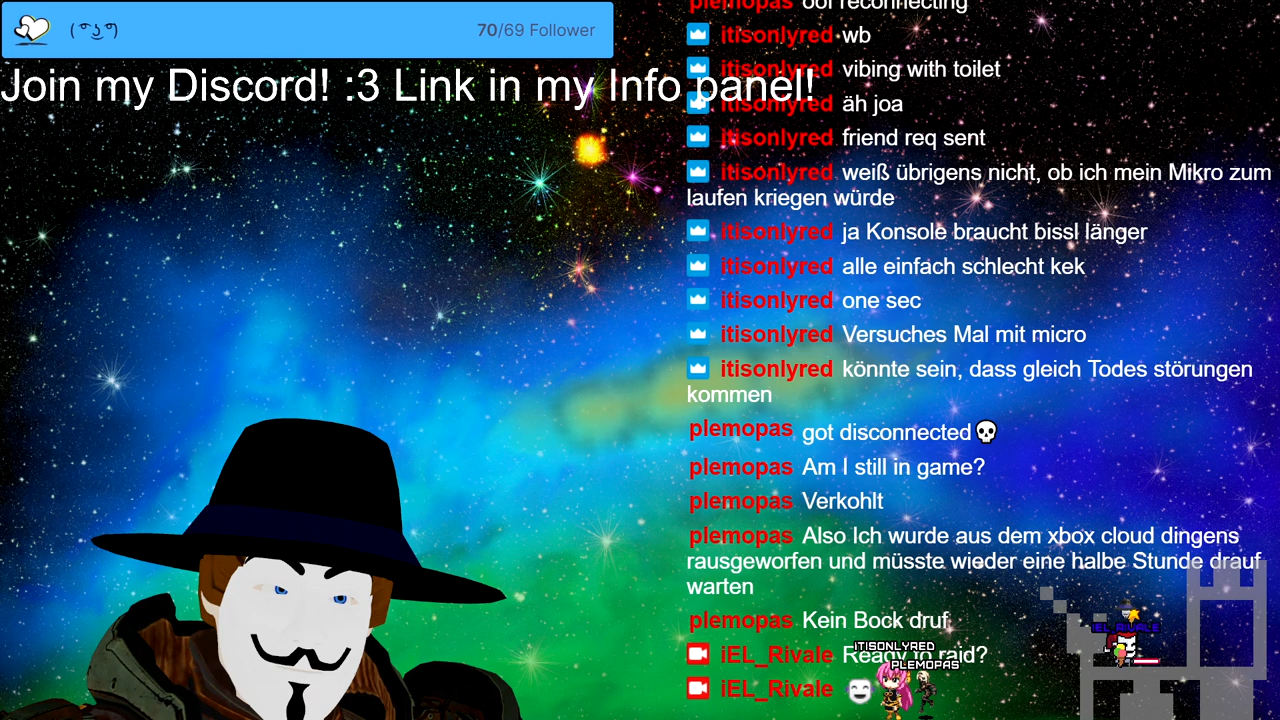 ( ͡° ͜ʖ ͡°)
70/69 Follower
Join my Discord! :3 Link in my Info panel!
plemopas oof reconnecting
itisonlyred wb
itisonlyred vibing with toilet
itisonlyred äh joa
itisonlyred friend req sent
itisonlyred weiß übrigens nicht, ob ich mein Mikro zum
laufen kriegen würde
itisonlyred ja Konsole braucht bissl länger
itisonlyred alle einfach schlecht kek
itisonlyred one sec
itisonlyred Versuches Mal mit micro
itisonlyred könnte sein, dass gleich Todes störungen
kommen
plemopas got disconnected💀
plemopas Am I still in game?
plemopas Verkohlt
plemopas Also Ich wurde aus dem xbox cloud dingens
rausgeworfen und müsste wieder eine halbe Stunde drauf
warten
plemopas Kein Bock druf
iEL_Rivale Ready to raid?
iEL_Rivale
IEL_RIVALE
ITISONLYRED
PLEMOPAS